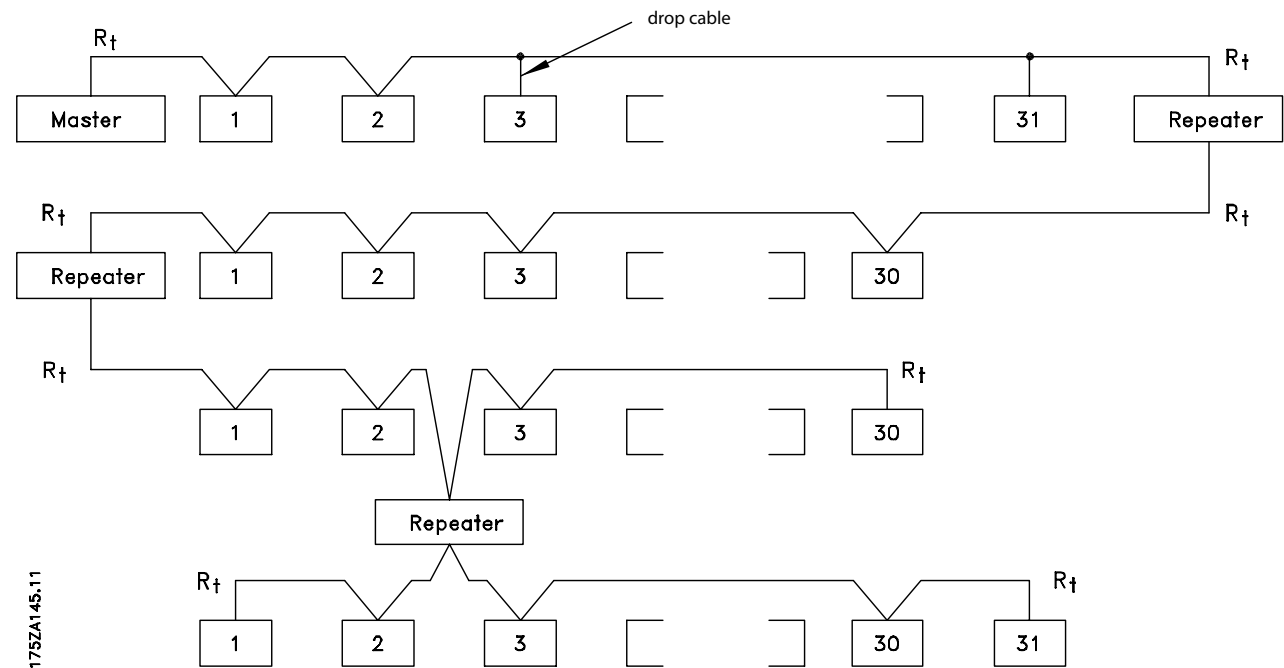 drop cable
Rt Rt
Master 1 2 3 31 Repeater
Rt Rt
Repeater 1 2 3 30
Rt Rt
1 2 3 30
Repeater
Rt Rt
1 2 3 30 31
175ZA145.11